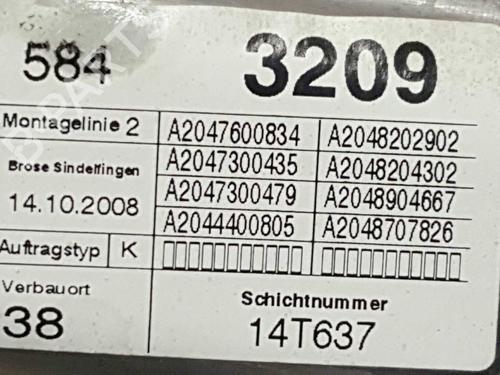 584 3209
Montagelinie 2 A2047600834 A2048202902
Brose Sindelfingen A2047300435 A2048204302
14.10.2008 A2047300479 A2048904667
A2044400805 A2048707826
Auftragstyp K
Verbauort Schichtnummer
38 14T637
B-PARTS